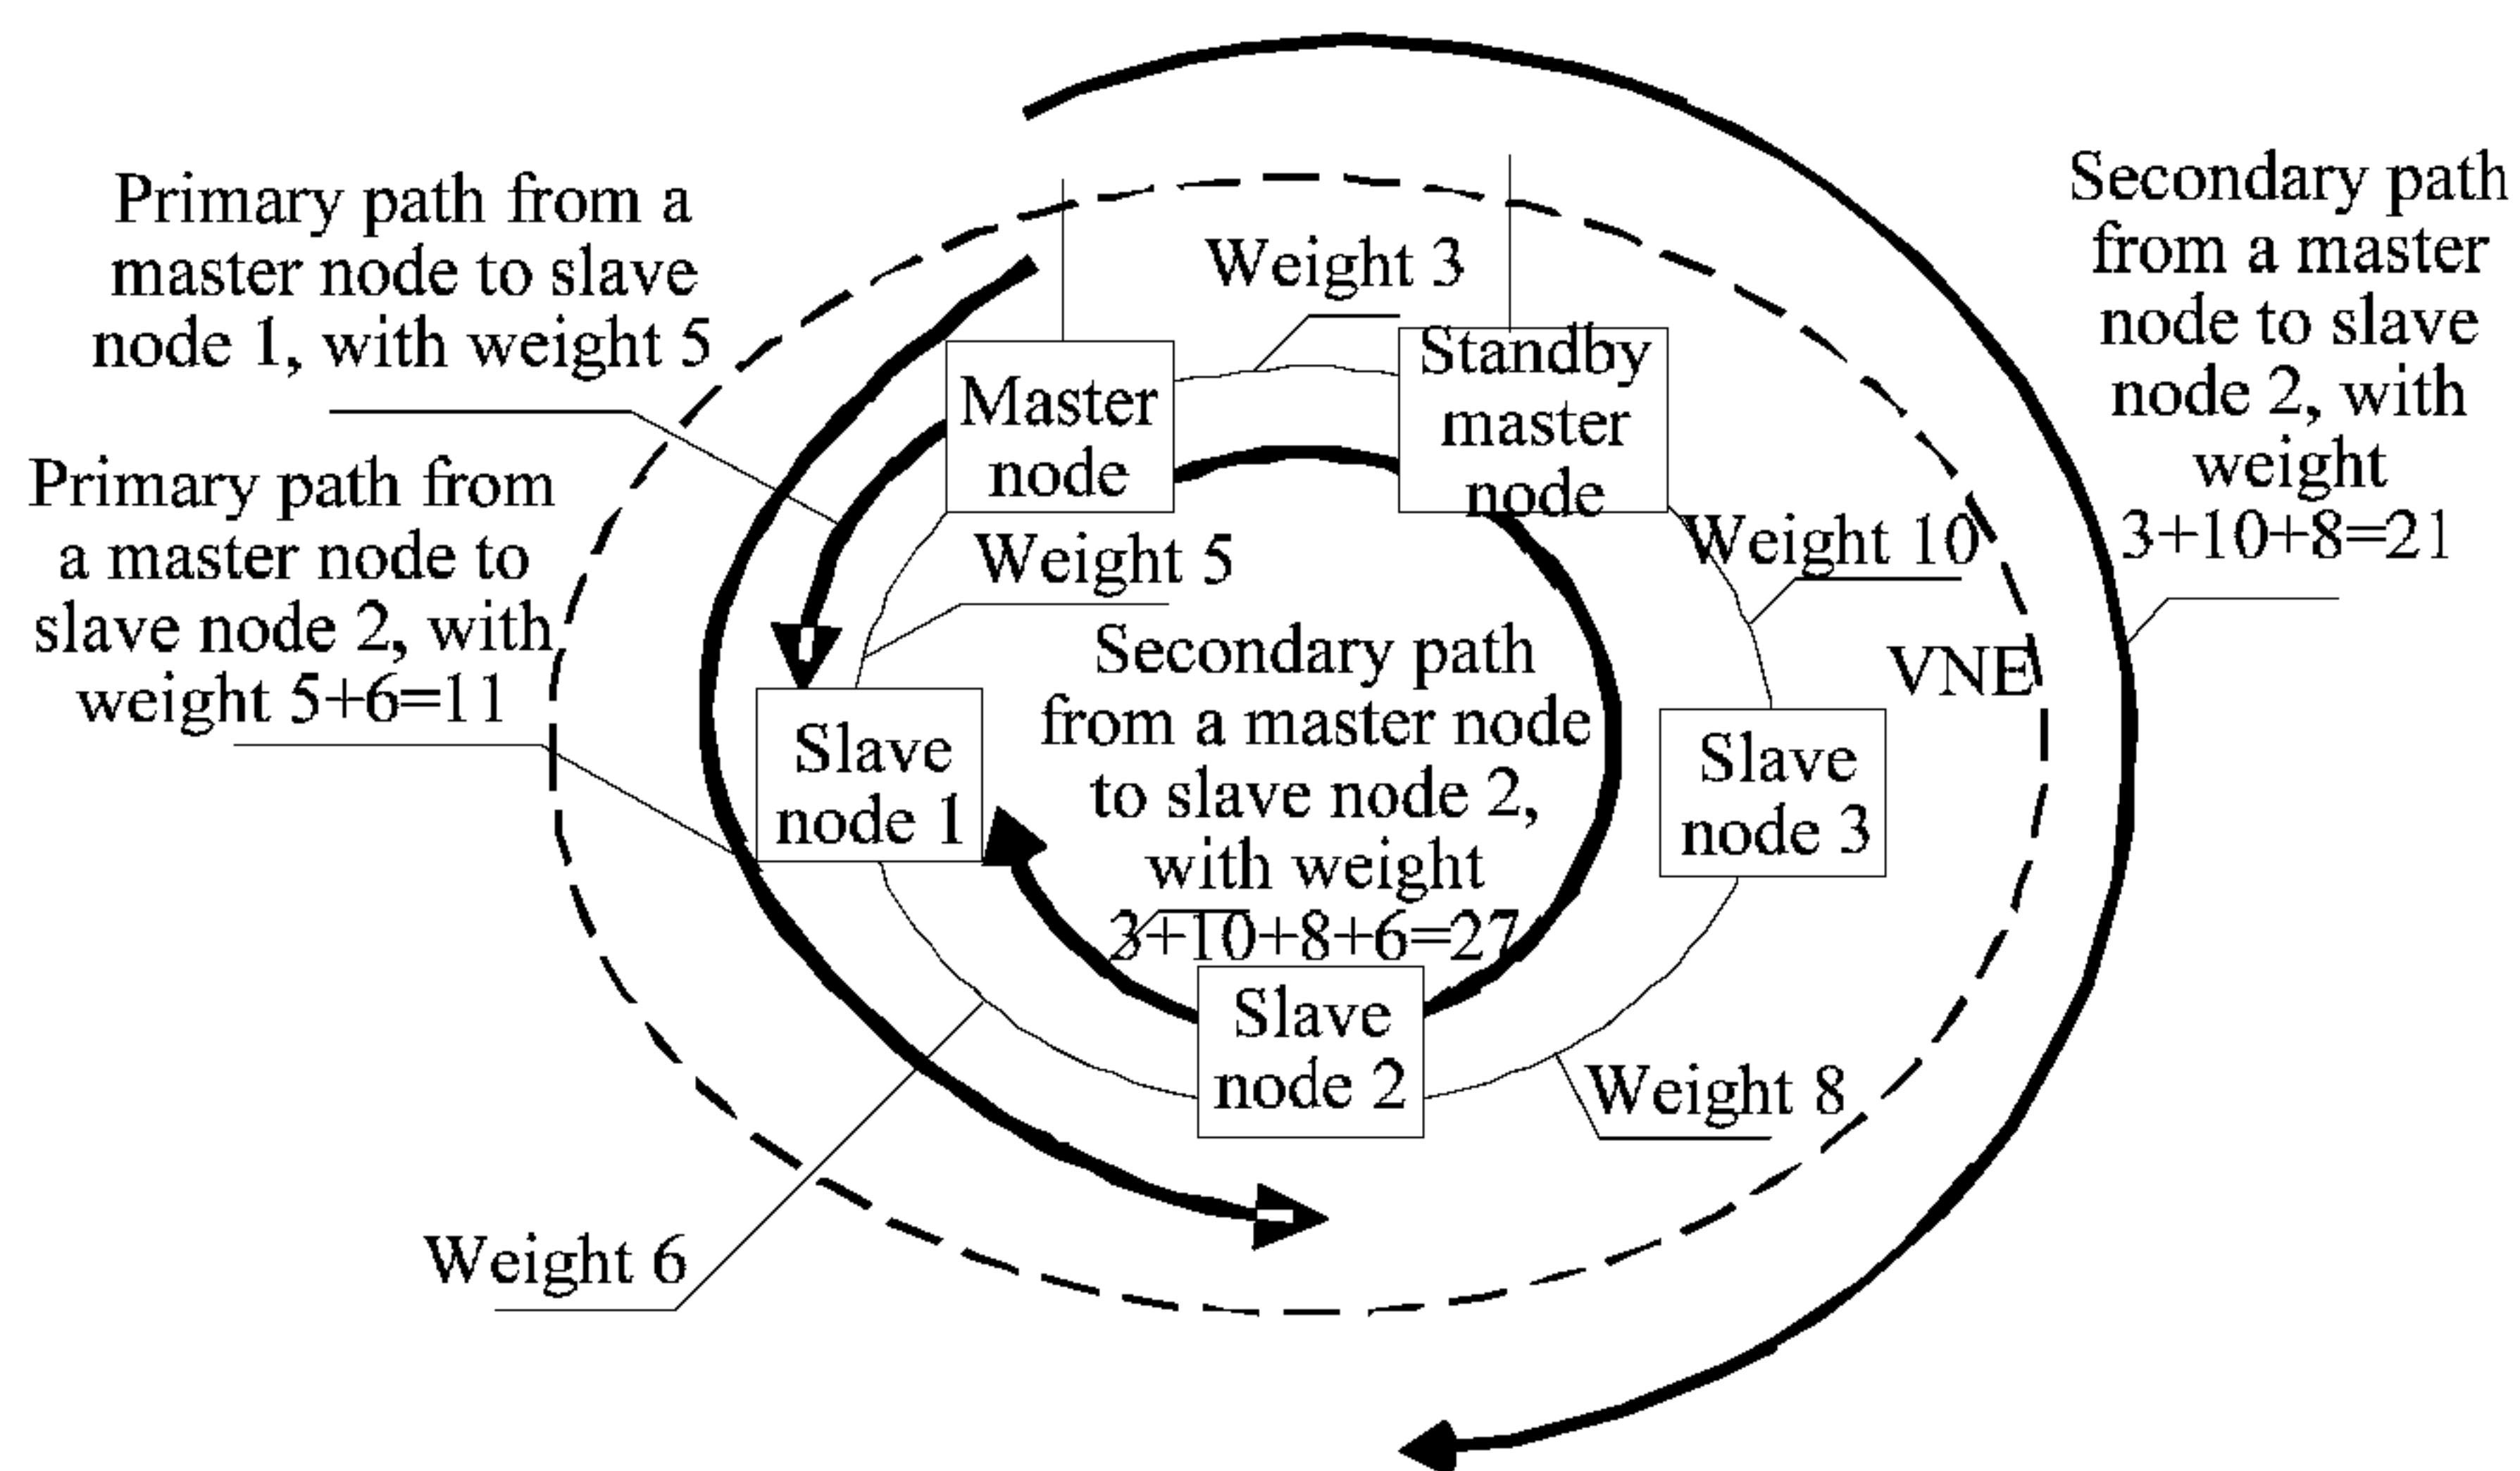 Primary path from a
master node to slave
node 1, with weight 5
Primary path from
a master node to
slave node 2, with
weight 5+6=11
Weight 3
Master
node
Standby
master
node
Weight 5
Weight 10
VNE
Secondary path
from a master
node to slave
node 2, with
weight
3+10+8=21
Secondary path
from a master node
to slave node 2,
with weight
3+10+8+6=27
Slave
node 1
Slave
node 3
Slave
node 2
Weight 8
Weight 6